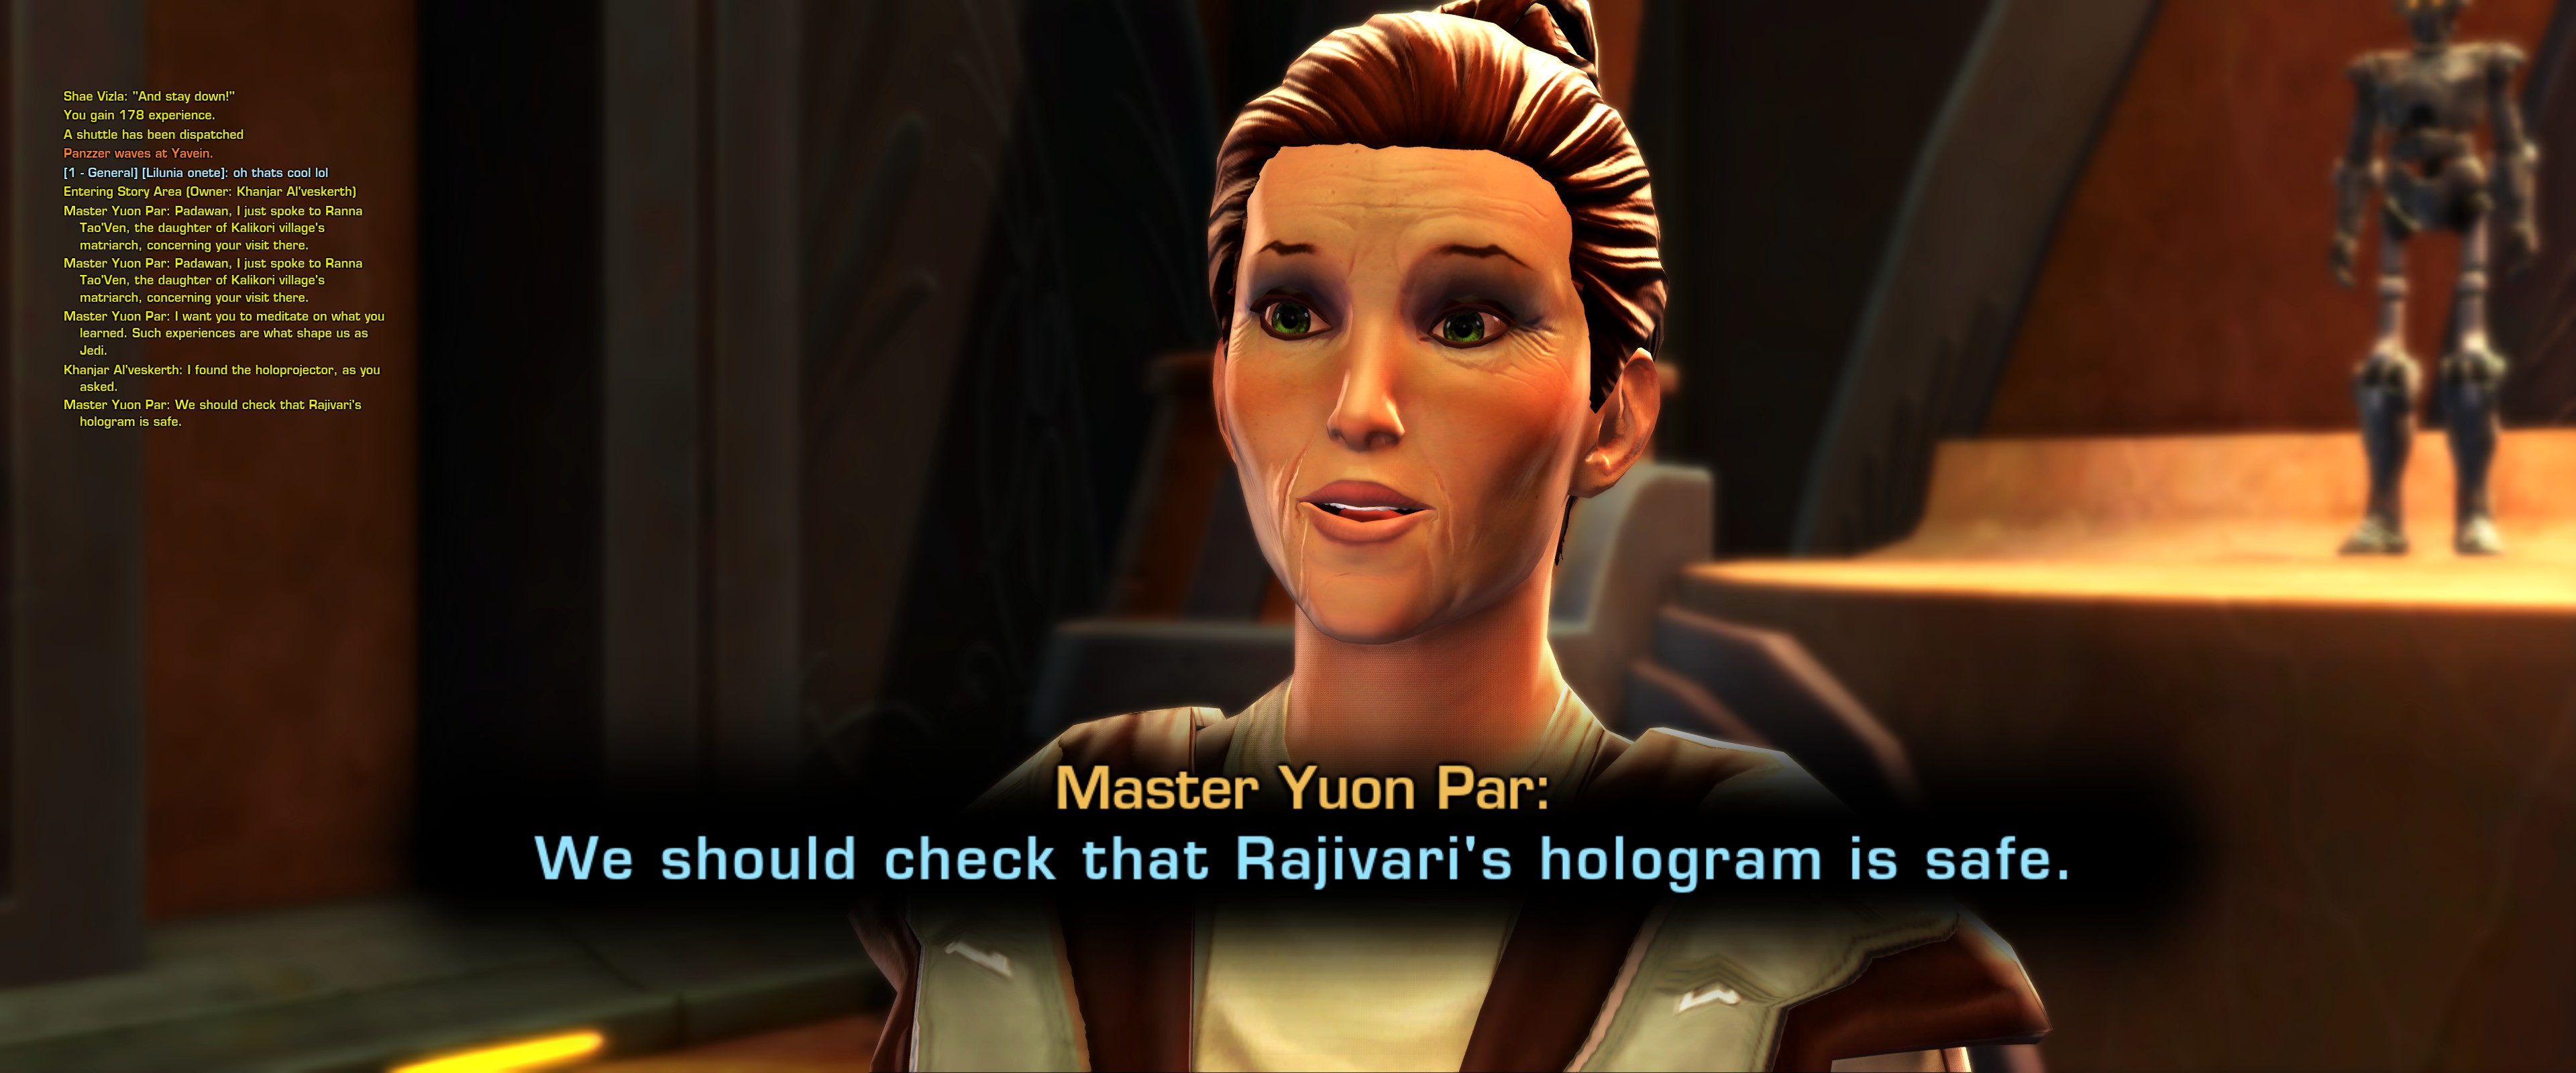 Shae Vizla: "And stay down!"
You gain 178 experience.
A shuttle has been dispatched
Panzzer waves at Yavein.
[1 - General] [Lilunia onete]: oh thats cool lol
Entering Story Area (Owner: Khanjar Al'veskerth)
Master Yuon Par: Padawan, I just spoke to Ranna
Tao'Ven, the daughter of Kalikori village's
matriarch, concerning your visit there.
Master Yuon Par: Padawan, I just spoke to Ranna
Tao'Ven, the daughter of Kalikori village's
matriarch, concerning your visit there.
Master Yuon Par: I want you to meditate on what you
learned. Such experiences are what shape us as
Jedi.
Khanjar Al'veskerth: I found the holoprojector, as you
asked.
Master Yuon Par: We should check that Rajivari's
hologram is safe.
Master Yuon Par:
We should check that Rajivari's hologram is safe.